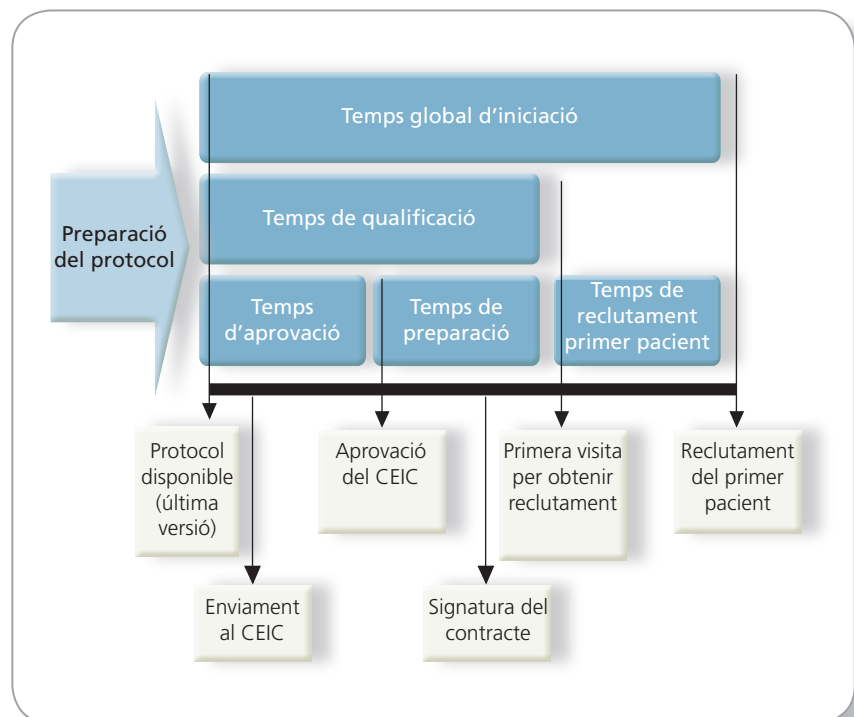 Temps global d’iniciació
Temps de qualificació
Preparació
del protocol
Temps
d’aprovació
Temps de
preparació
Temps de
reclutament
primer pacient
Protocol
disponible
(última
versió)
Aprovació
del CEIC
Primera visita
per obtenir
reclutament
Reclutament
del primer
pacient
Enviament
al CEIC
Signatura del
contracte